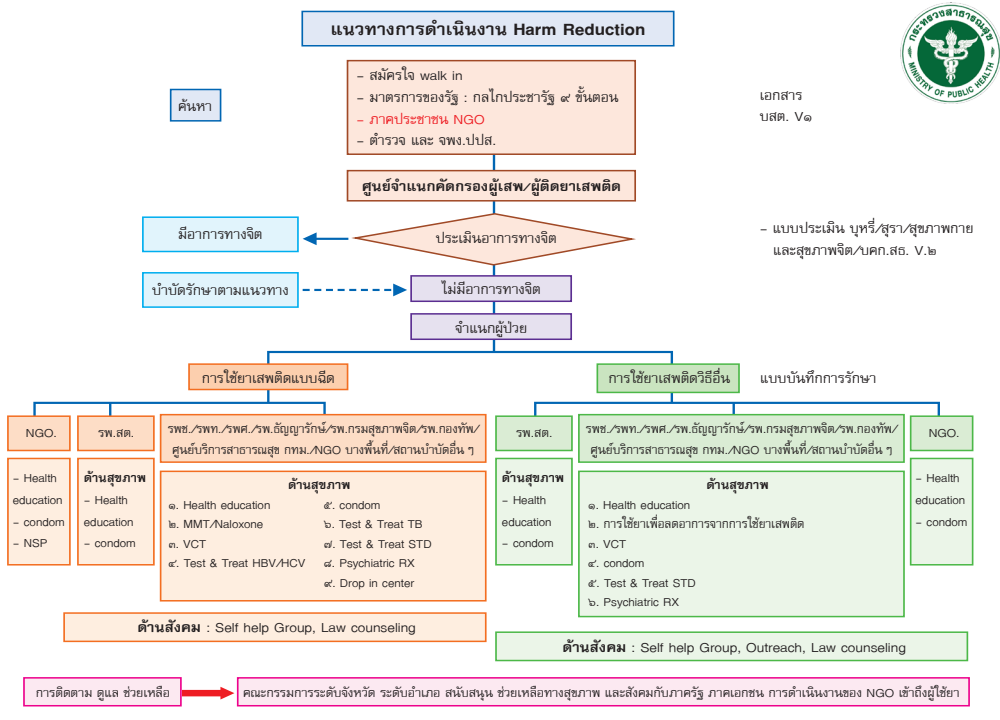 แนวทางการดำเนินงาน Harm Reduction
กระทรวงสาธารณสุข
MINISTRY OF PUBLIC HEALTH
ค้นหา
- สมัครใจ walk in
- มาตรการของรัฐ : กลไกประชารัฐ ๙ ขั้นตอน
- ภาคประชาชน NGO
- ตำรวจ และ จพง.ปปส.
เอกสาร
บสต. V๑
ศูนย์จำแนกคัดกรองผู้เสพ/ผู้ติดยาเสพติด
มีอาการทางจิต
ประเมินอาการทางจิต
- แบบประเมิน บุหรี่/สุรา/สุขภาพกาย
และสุขภาพจิต/บคก.สธ. V.๒
บำบัดรักษาตามแนวทาง
ไม่มีอาการทางจิต
จำแนกผู้ป่วย
การใช้ยาเสพติดแบบฉีด
การใช้ยาเสพติดวิธีอื่น
แบบบันทึกการรักษา
NGO.
รพ.สต.
รพช./รพท./รพศ./รพ.ธัญญารักษ์/รพ.กรมสุขภาพจิต/รพ.กองทัพ/
ศูนย์บริการสาธารณสุข กทม./NGO บางพื้นที่/สถานบำบัดอื่น ๆ
- Health
education
- condom
- NSP
ด้านสุขภาพ
- Health
education
- condom
ด้านสุขภาพ
๑. Health education
๒. MMT/Naloxone
๓. VCT
๔. Test & Treat HBV/HCV
๕. condom
๖. Test & Treat TB
๗. Test & Treat STD
๘. Psychiatric RX
๙. Drop in center
ด้านสังคม : Self help Group, Law counseling
รพ.สต.
รพช./รพท./รพศ./รพ.ธัญญารักษ์/รพ.กรมสุขภาพจิต/รพ.กองทัพ/
ศูนย์บริการสาธารณสุข กทม./NGO บางพื้นที่/สถานบำบัดอื่น ๆ
NGO.
ด้านสุขภาพ
- Health
education
- condom
ด้านสุขภาพ
๑. Health education
๒. การใช้ยาเพื่อลดอาการจากการใช้ยาเสพติด
๓. VCT
๔. condom
๕. Test & Treat STD
๖. Psychiatric RX
- Health
education
- condom
ด้านสังคม : Self help Group, Outreach, Law counseling
การติดตาม ดูแล ช่วยเหลือ
คณะกรรมการระดับจังหวัด ระดับอำเภอ สนับสนุน ช่วยเหลือทางสุขภาพ และสังคมกับภาครัฐ ภาคเอกชน การดำเนินงานของ NGO เข้าถึงผู้ใช้ยา